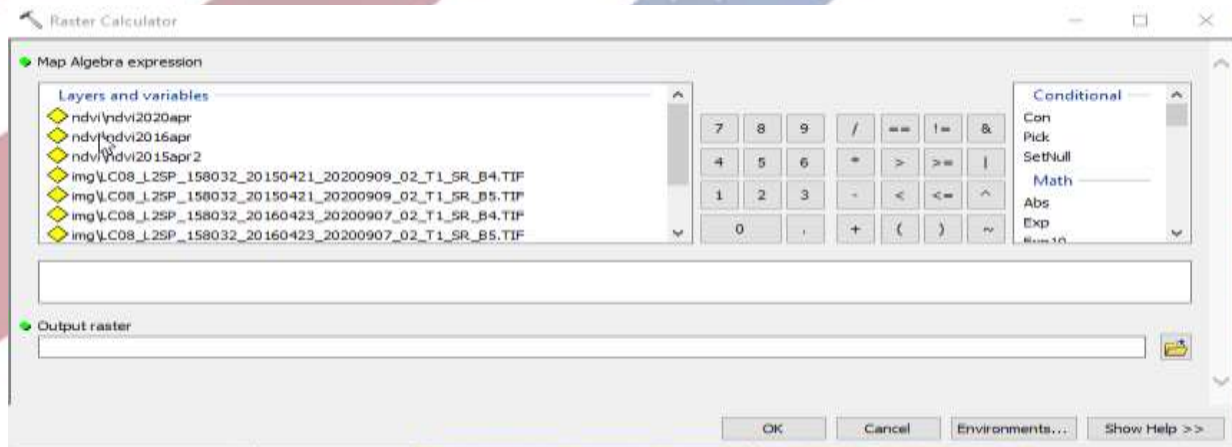 Raster Calculator
Map Algebra expression
Layers and variables
ndvi\ndvi2020apr
ndvi\ndvi2016apr
ndvi\ndvi2015apr2
img\LC08_L2SP_158032_20150421_20200909_02_T1_SR_B4.TIF
img\LC08_L2SP_158032_20150421_20200909_02_T1_SR_B5.TIF
img\LC08_L2SP_158032_20160423_20200907_02_T1_SR_B4.TIF
img\LC08_L2SP_158032_20160423_20200907_02_T1_SR_B5.TIF
7 8 9 / == != &
4 5 6 * > >= |
1 2 3 - < <= ^
0 . + ( ) ~
Conditional
Con
Pick
SetNull
Math
Abs
Exp
Exp10
Output raster
OK Cancel Environments... Show Help >>